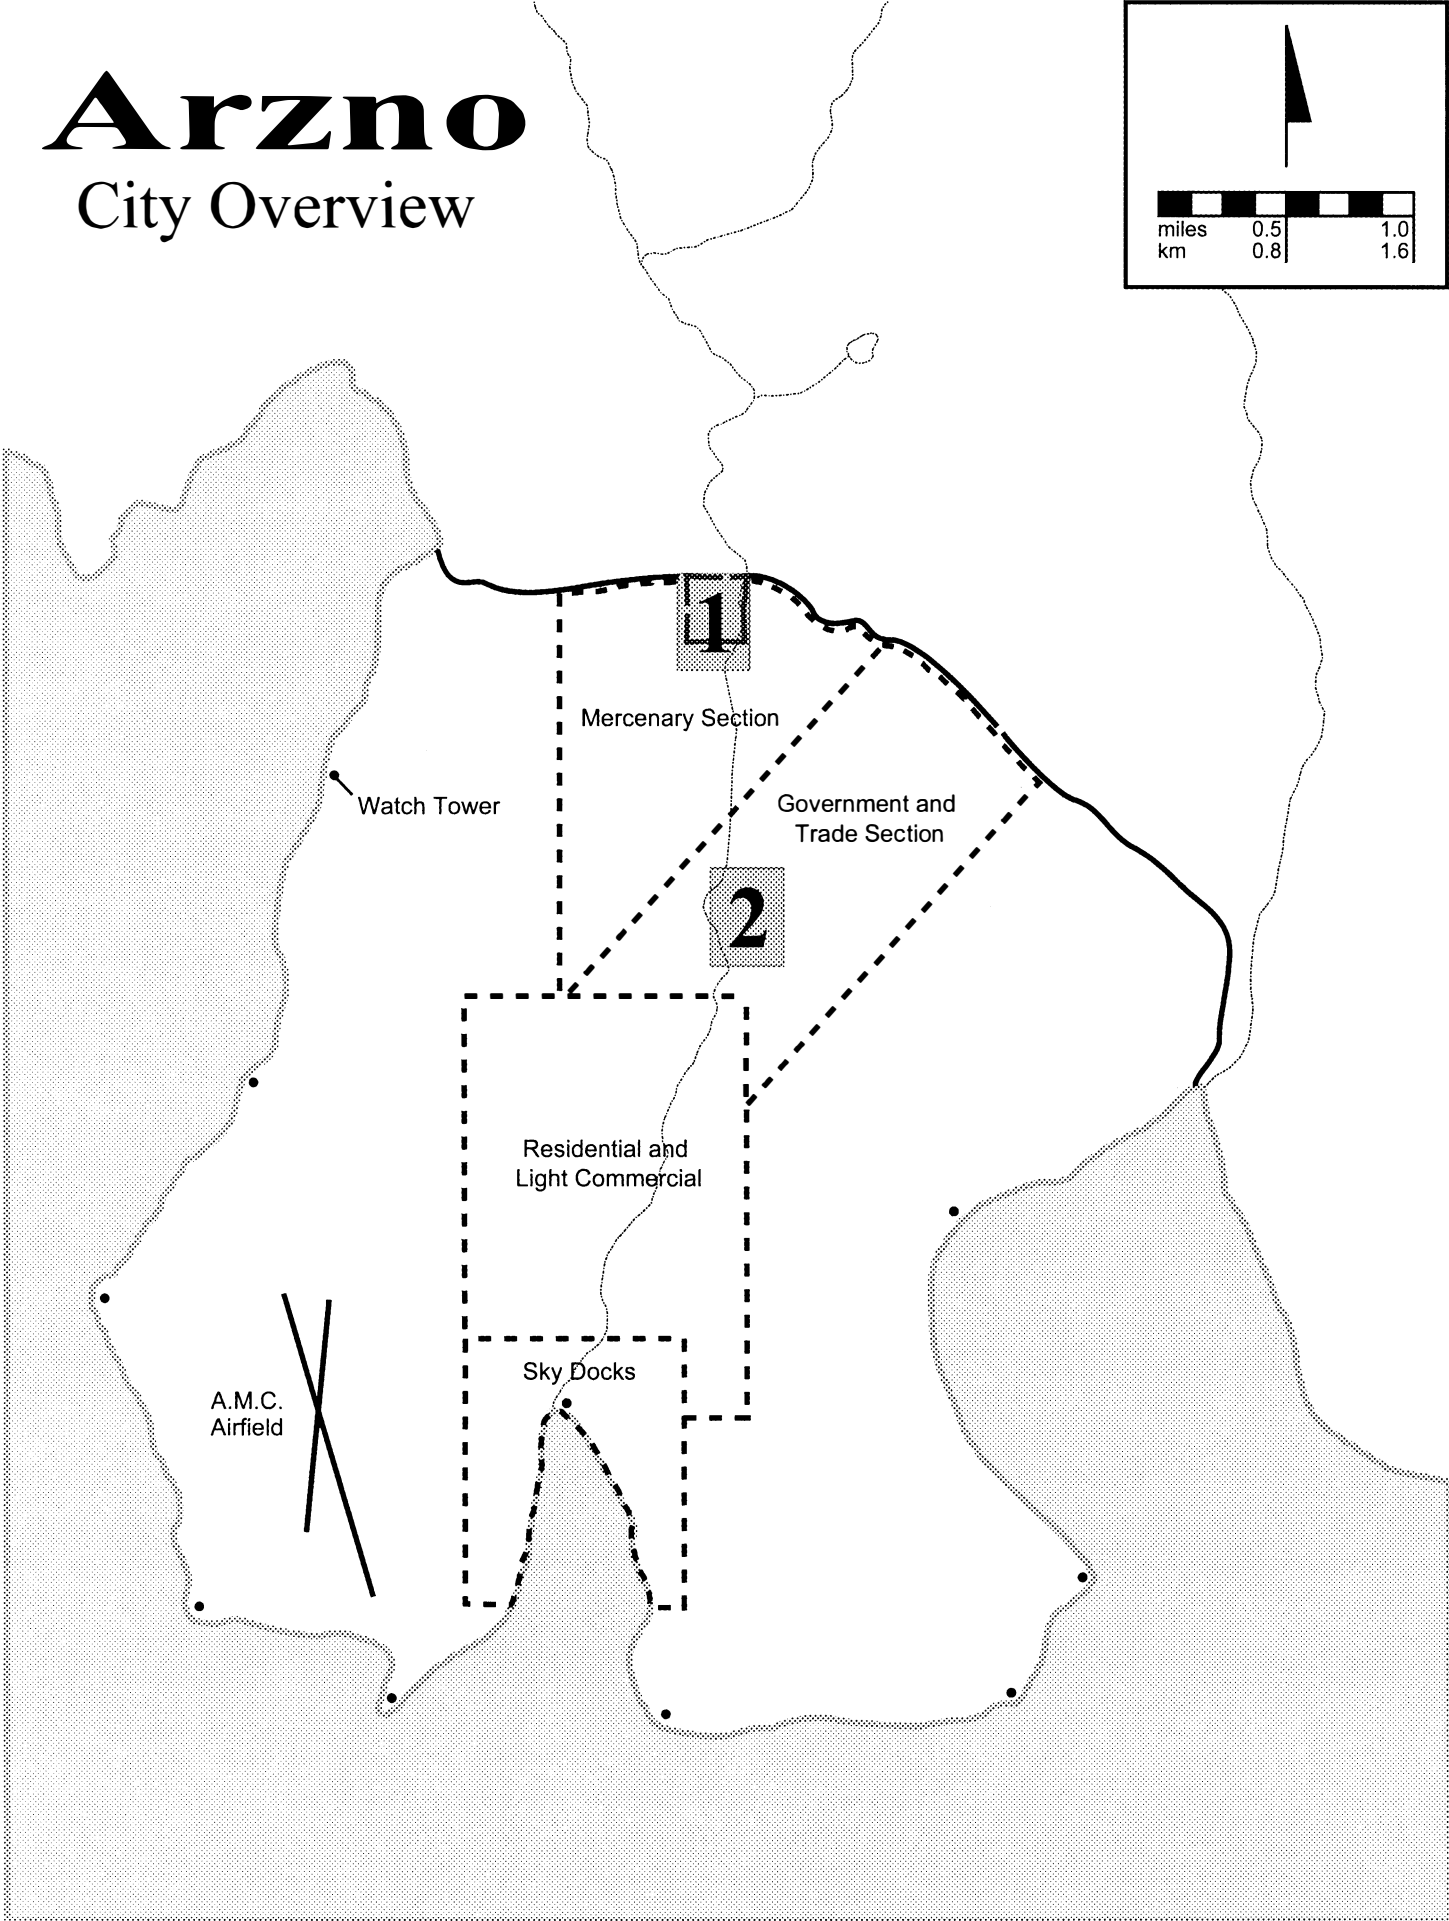 Arzno
City Overview
miles 0.5 1.0
km 0.8 1.6
1
Mercenary Section
Watch Tower
Government and
Trade Section
2
Residential and
Light Commercial
Sky Docks
A.M.C.
Airfield